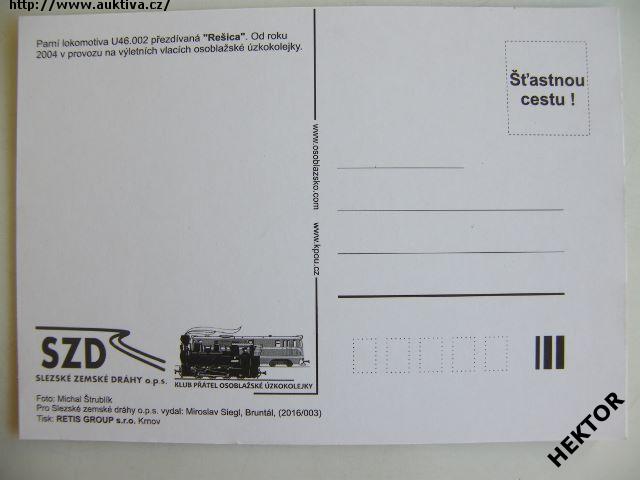 http://www.auktiva.cz/
Parní lokomotiva U46.002 přezdívaná "Rešica". Od roku
2004 v provozu na výletních vlacích osoblažské úzkokolejky.
Šťastnou
cestu !
www.osoblazsko.com
www.kpou.cz
SZD
SLEZSKÉ ZEMSKÉ DRÁHY o.p.s.
KLUB PŘÁTEL OSOBLAŽSKÉ ÚZKOKOLEJKY
Foto: Michal Štrublík
Pro Slezské zemské dráhy o.p.s. vydal: Miroslav Siegl, Bruntál, (2016/003)
Tisk: RETIS GROUP s.r.o. Krnov
HEKTOR